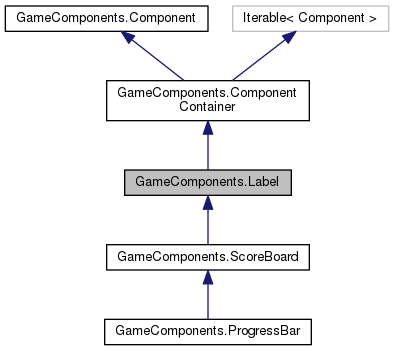 GameComponents.Component
Iterable< Component >
GameComponents.Component
Container
GameComponents.Label
GameComponents.ScoreBoard
GameComponents.ProgressBar